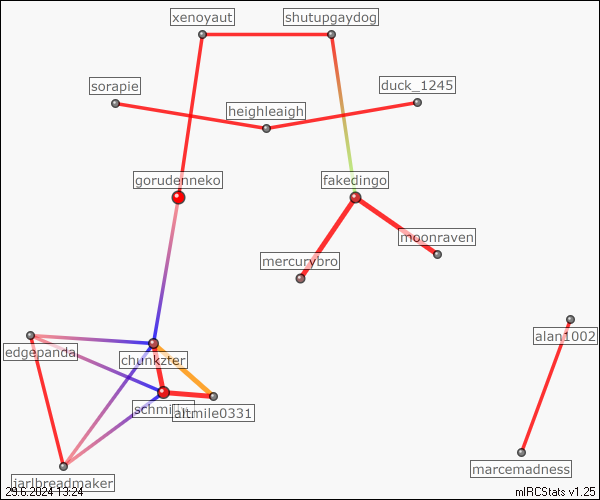 xenoyaut
shutupgaydog
sorapie
duck_1245
heighleaigh
gorudenneko
fakedingo
moonraven
mercurybro
alan1002
edgepanda
chunkzter
altmile0331
marcemadness
jarlbreadmaker
29.6.2024 13:24
mIRCStats v1.25